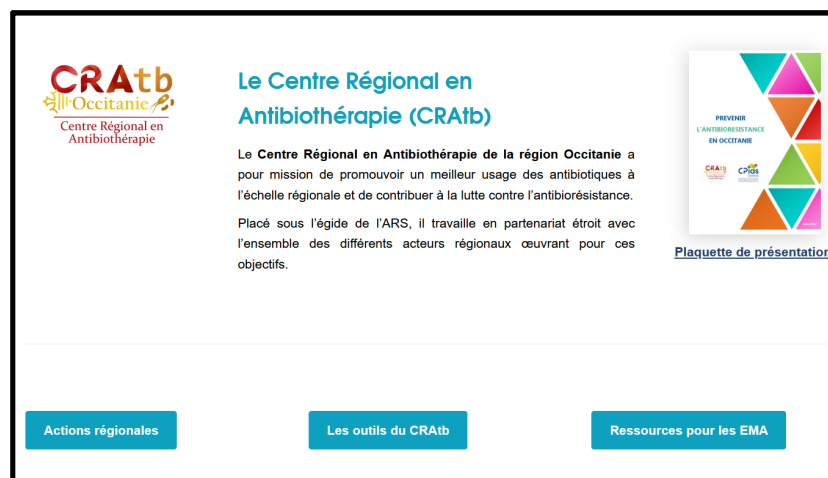 CRAtb
Occitanie
Centre Régional en
Antibiothérapie
Le Centre Régional en
Antibiothérapie (CRAtb)
Le Centre Régional en Antibiothérapie de la région Occitanie a
pour mission de promouvoir un meilleur usage des antibiotiques à
l'échelle régionale et de contribuer à la lutte contre l'antibiorésistance.
Placé sous l'égide de l'ARS, il travaille en partenariat étroit avec
l'ensemble des différents acteurs régionaux œuvrant pour ces
objectifs.
PREVENIR
L'ANTIBIORESISTANCE
EN OCCITANIE
CRAtb CPias
Plaquette de présentation
Actions régionales
Les outils du CRAtb
Ressources pour les EMA